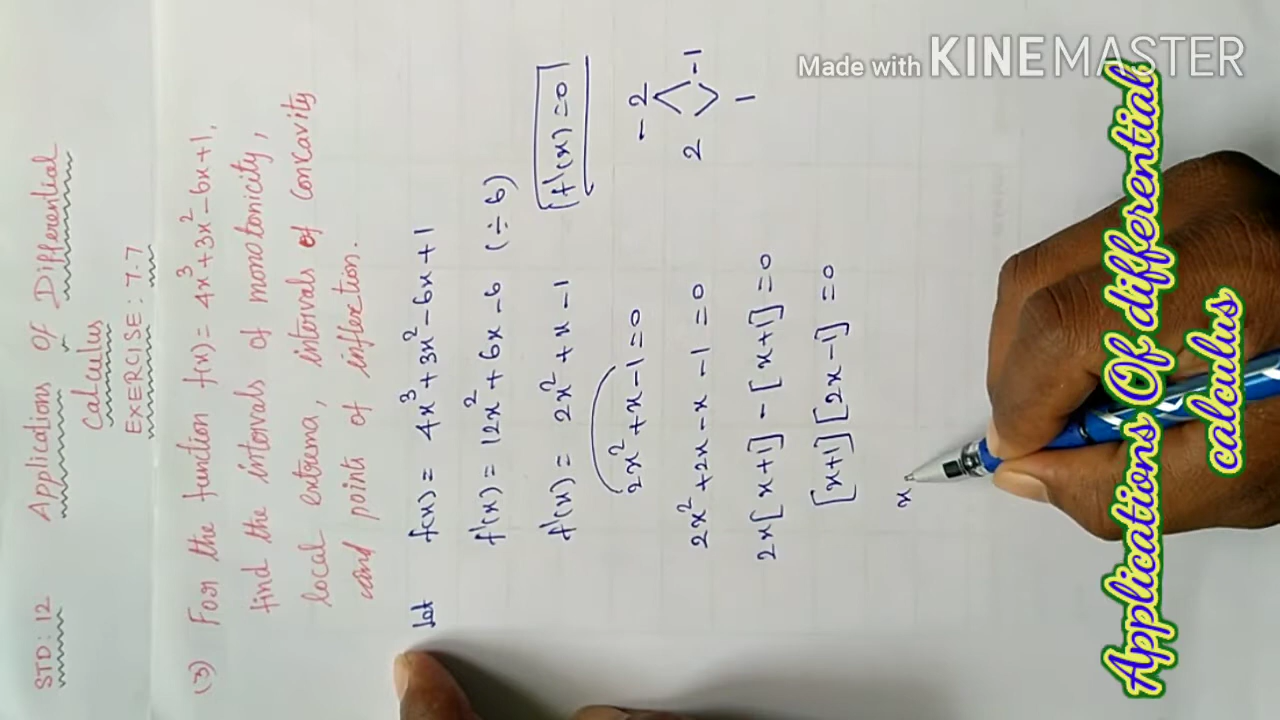 STD: 12 Applications of Differential
calculus
EXERCISE: 7.7
(3) For the function f(x) = 4x³+3x²-6x+1,
find the intervals of monotonicity,
local extrema, intervals of concavity
and points of inflection.
let f(x) = 4x³+3x²-6x+1
f'(x) = 12x²+6x-6 (÷6)
f'(x) = 2x²+x-1 [f'(x)=0]
2x²+x-1=0
-2
2 -1
1
2x²+2x-x-1=0
2x[x+1]-[x+1]=0
[x+1][2x-1]=0
x
Made with KINEMASTER
Applications Of differential
calculus